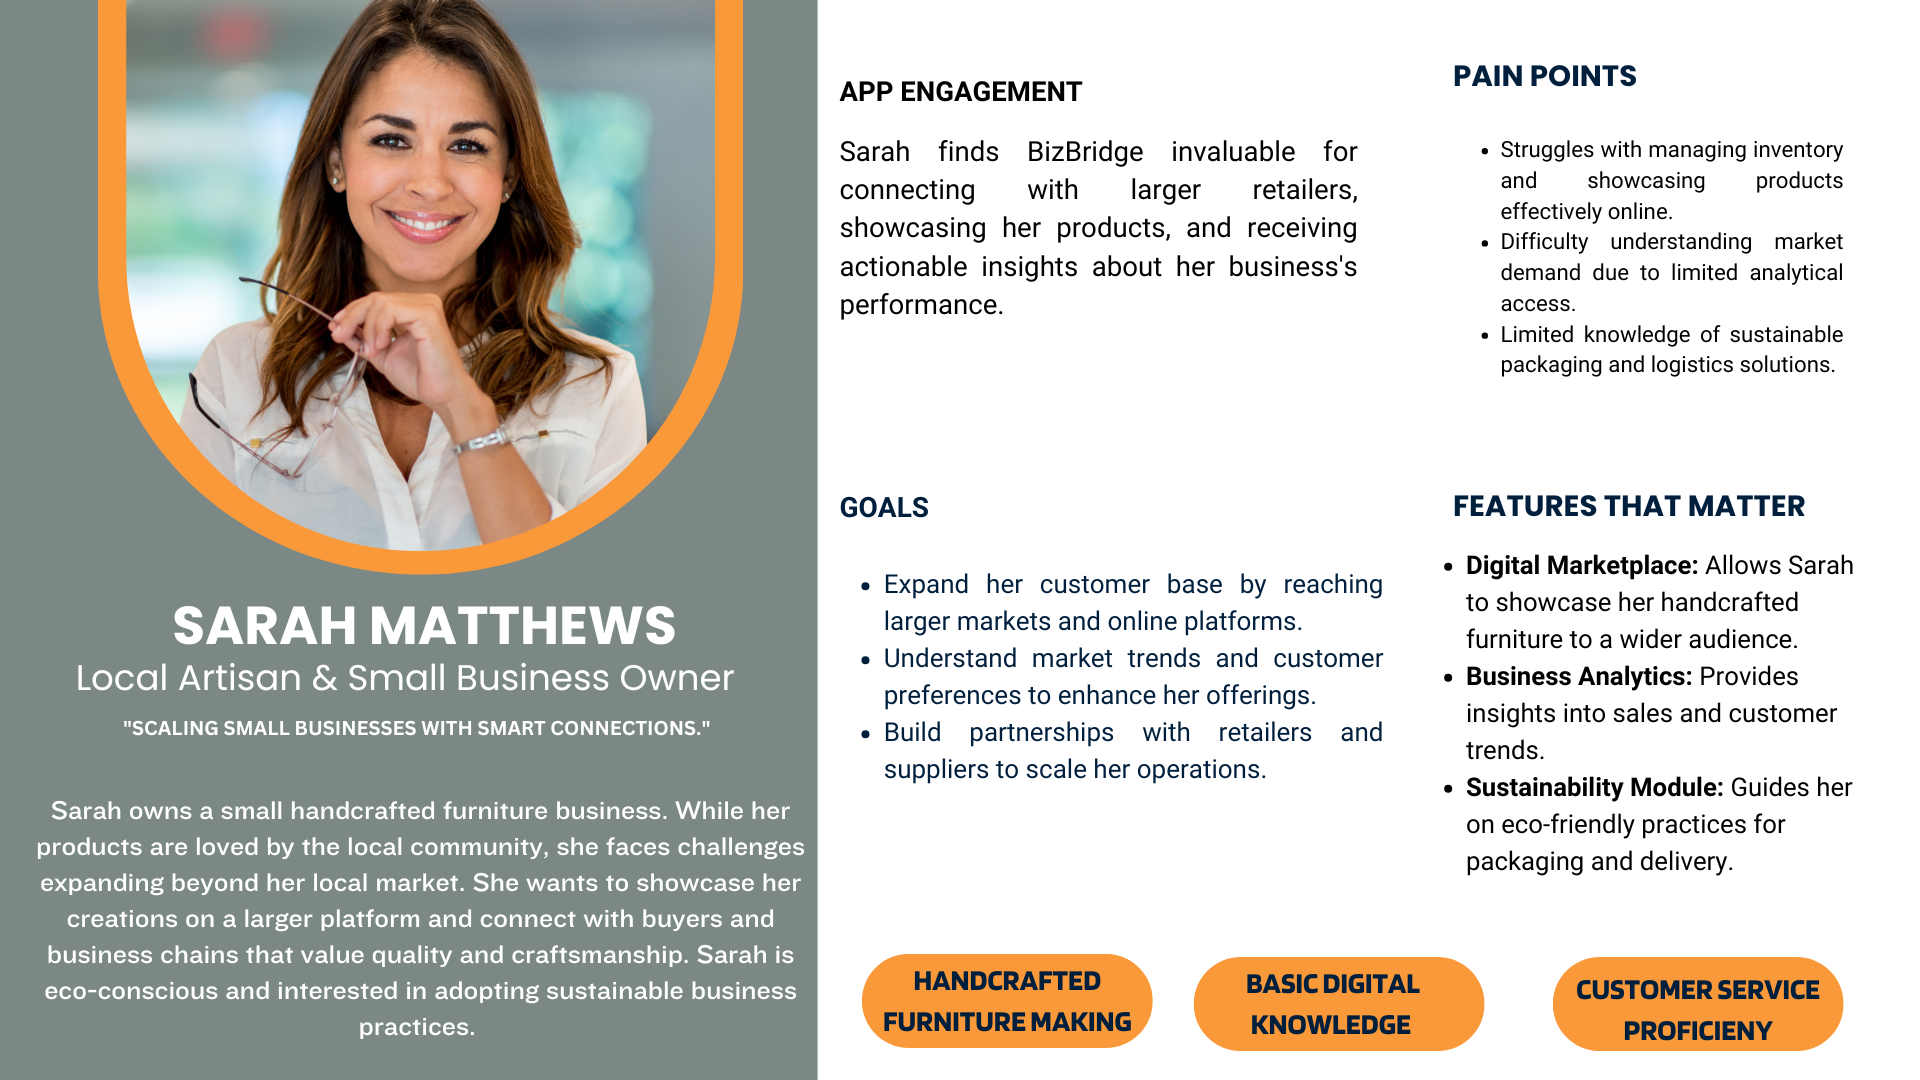 SARAH MATTHEWS
Local Artisan & Small Business Owner
"SCALING SMALL BUSINESSES WITH SMART CONNECTIONS."
Sarah owns a small handcrafted furniture business. While her
products are loved by the local community, she faces challenges
expanding beyond her local market. She wants to showcase her
creations on a larger platform and connect with buyers and
business chains that value quality and craftsmanship. Sarah is
eco-conscious and interested in adopting sustainable business
practices.
APP ENGAGEMENT
Sarah finds BizBridge invaluable for
connecting with larger retailers,
showcasing her products, and receiving
actionable insights about her business's
performance.
PAIN POINTS
• Struggles with managing inventory
and showcasing products
effectively online.
• Difficulty understanding market
demand due to limited analytical
access.
• Limited knowledge of sustainable
packaging and logistics solutions.
GOALS
• Expand her customer base by reaching
larger markets and online platforms.
• Understand market trends and customer
preferences to enhance her offerings.
• Build partnerships with retailers and
suppliers to scale her operations.
FEATURES THAT MATTER
• Digital Marketplace: Allows Sarah
to showcase her handcrafted
furniture to a wider audience.
• Business Analytics: Provides
insights into sales and customer
trends.
• Sustainability Module: Guides her
on eco-friendly practices for
packaging and delivery.
HANDCRAFTED
FURNITURE MAKING
BASIC DIGITAL
KNOWLEDGE
CUSTOMER SERVICE
PROFICIENY